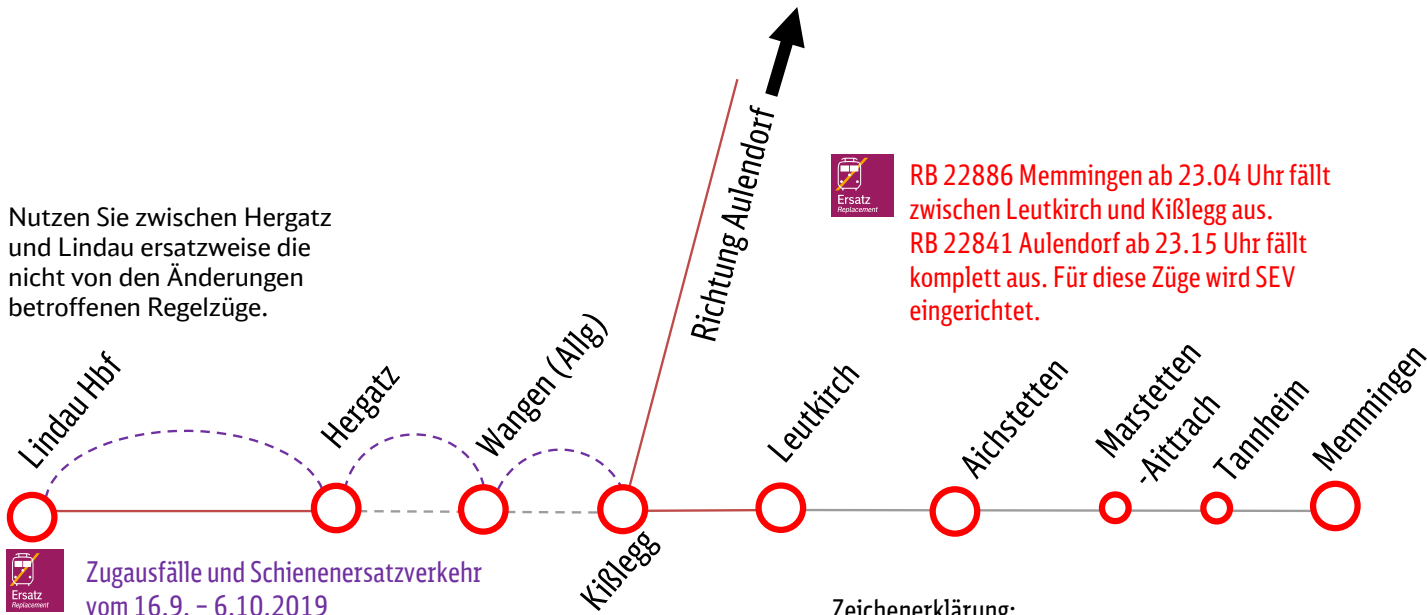 Richtung Aulendorf
Ersatz
Replacement
RB 22886 Memmingen ab 23.04 Uhr fällt
zwischen Leutkirch und Kißlegg aus.
RB 22841 Aulendorf ab 23.15 Uhr fällt
komplett aus. Für diese Züge wird SEV
eingerichtet.
Nutzen Sie zwischen Hergatz
und Lindau ersatzweise die
nicht von den Änderungen
betroffenen Regelzüge.
Lindau Hbf
Hergatz
Wangen (Allg)
Kißlegg
Leutkirch
Aichstetten
Marstetten
-Aittrach
Tannheim
Memmingen
Ersatz
Replacement
Zugausfälle und Schienenersatzverkehr
vom 16.9. – 6.10.2019
Zeichenerklärung: